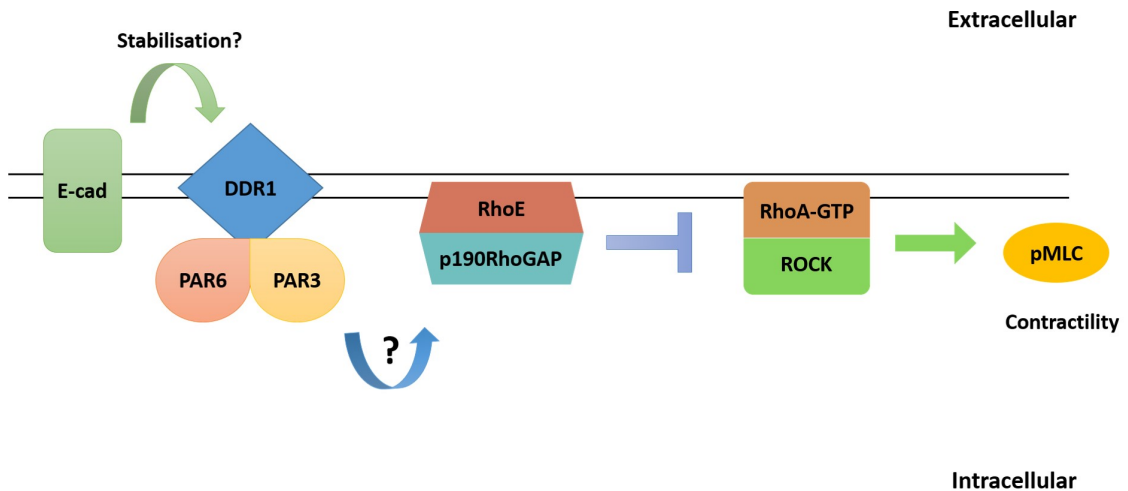 Extracellular
Stabilisation?
E-cad
DDR1
RhoE
RhoA-GTP
p190RhoGAP
ROCK
pMLC
PAR6
PAR3
Contractility
?
Intracellular